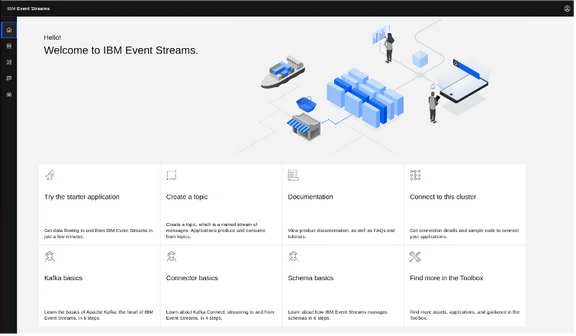 IBM Event Streams
Hello!
Welcome to IBM Event Streams.
Try the starter application
Get data flowing to and from IBM Event Streams in
just a few minutes.
Create a topic
Create a topic, which is a named stream of
messages. Applications produce and consume
from topics.
Documentation
View product documentation, as well as FAQs and
tutorials.
Connect to this cluster
Get connection details and sample code to connect
your applications.
Kafka basics
Learn the basics of Apache Kafka, the heart of IBM
Event Streams, in 6 steps.
Connector basics
Learn about Kafka Connect, streaming to and from
Event Streams, in 4 steps.
Schema basics
Learn about how IBM Event Streams manages
schemas in 6 steps.
Find more in the Toolbox
Find more assets, applications, and guidance in the
Toolbox.